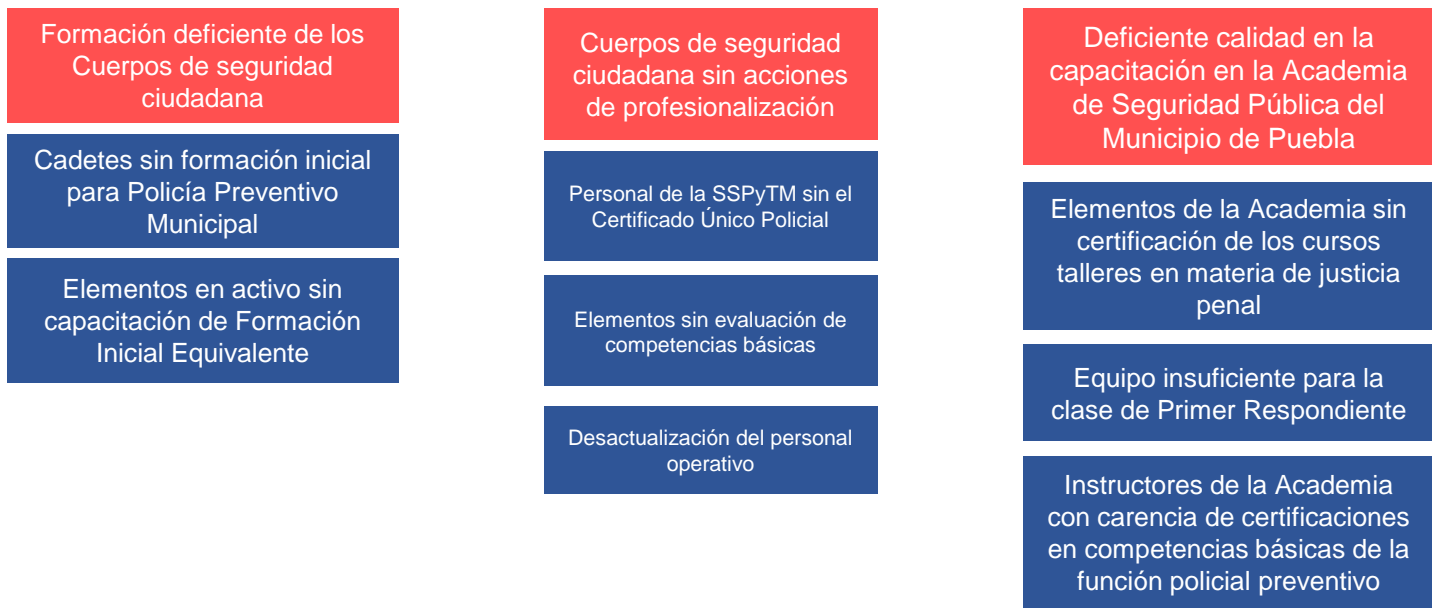 Formación deficiente de los
Cuerpos de seguridad
ciudadana
Cadetes sin formación inicial
para Policía Preventivo
Municipal
Elementos en activo sin
capacitación de Formación
Inicial Equivalente
Cuerpos de seguridad
ciudadana sin acciones
de profesionalización
Personal de la SSPyTM sin el
Certificado Único Policial
Elementos sin evaluación de
competencias básicas
Desactualización del personal
operativo
Deficiente calidad en la
capacitación en la Academia
de Seguridad Pública del
Municipio de Puebla
Elementos de la Academia sin
certificación de los cursos
talleres en materia de justicia
penal
Equipo insuficiente para la
clase de Primer Respondiente
Instructores de la Academia
con carencia de certificaciones
en competencias básicas de la
función policial preventivo